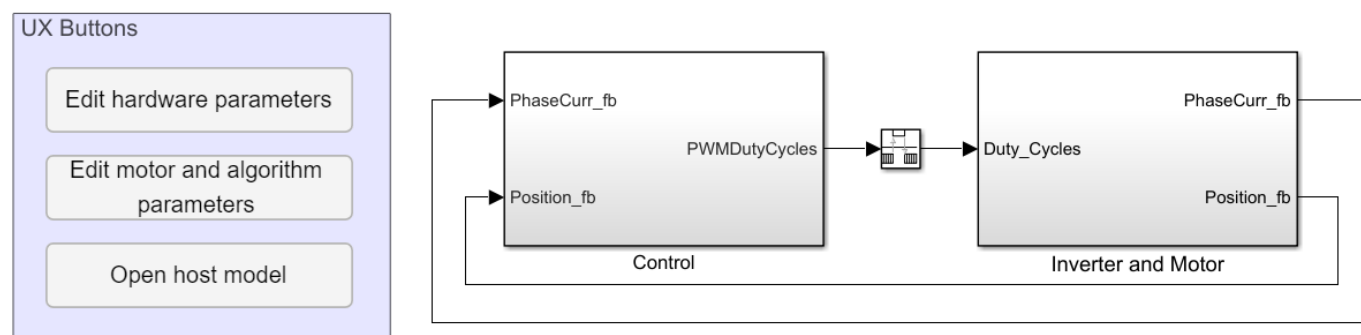 UX Buttons
Edit hardware parameters
Edit motor and algorithm
parameters
Open host model
PhaseCurr_fb
PWMDutyCycles
Position_fb
Control
Duty_Cycles
PhaseCurr_fb
Position_fb
Inverter and Motor